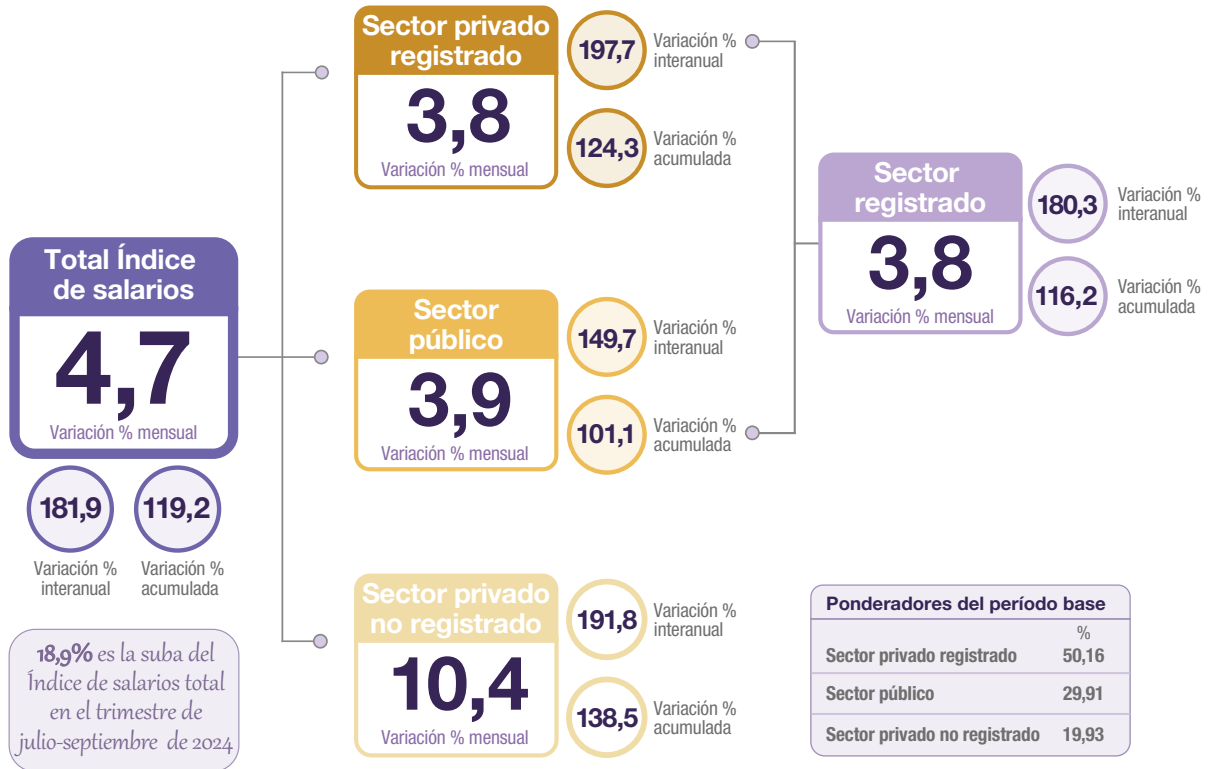 Total Índice
de salarios
4,7
Variación % mensual
181,9
Variación %
interanual
119,2
Variación %
acumulada
18,9% es la suba del
Índice de salarios total
en el trimestre de
julio-septiembre de 2024
Sector privado
registrado
3,8
Variación % mensual
197,7
Variación %
interanual
124,3
Variación %
acumulada
Sector
público
3,9
Variación % mensual
149,7
Variación %
interanual
101,1
Variación %
acumulada
Sector privado
no registrado
10,4
Variación % mensual
191,8
Variación %
interanual
138,5
Variación %
acumulada
Sector
registrado
3,8
Variación % mensual
180,3
Variación %
interanual
116,2
Variación %
acumulada
Ponderadores del período base
%
Sector privado registrado 50,16
Sector público 29,91
Sector privado no registrado 19,93